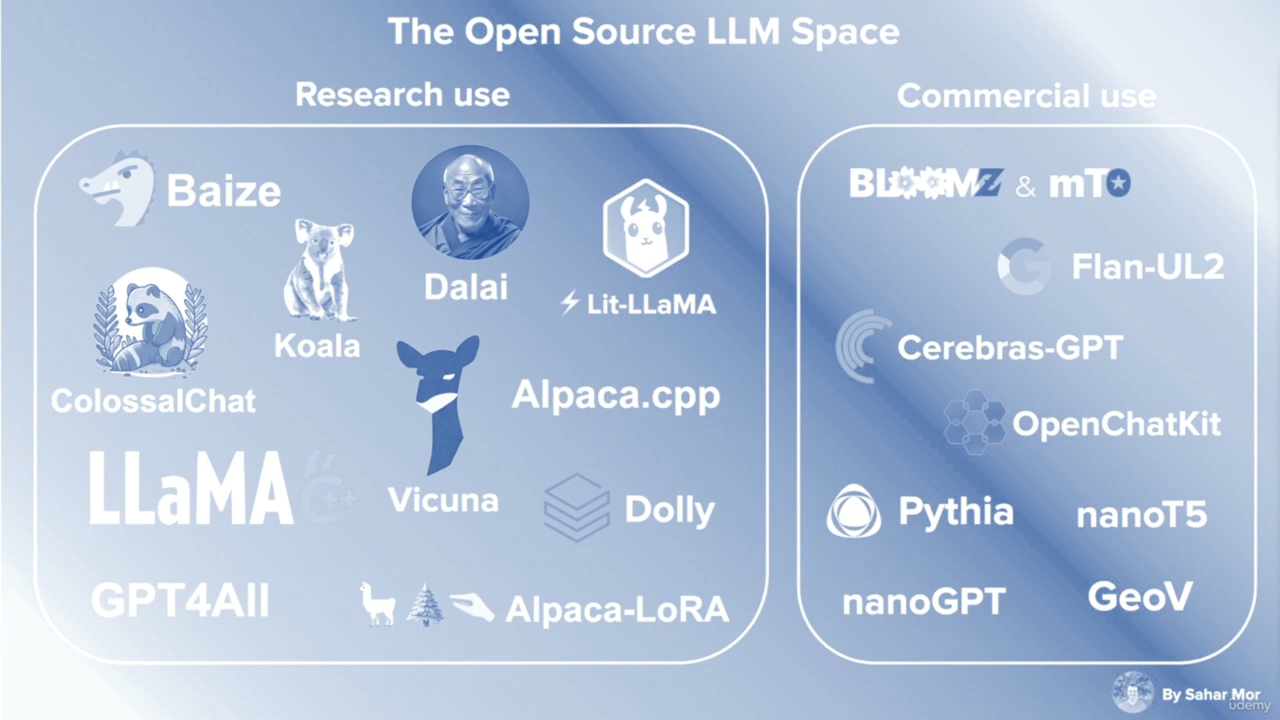 The Open Source LLM Space
Research use
Baize
Koala
Dalai
Lit-LLaMA
ColossalChat
Vicuna
Alpaca.cpp
LLaMA C++
Dolly
GPT4All
Alpaca-LoRA
Commercial use
BLOOMZ & mT0
Flan-UL2
Cerebras-GPT
OpenChatKit
Pythia
nanoT5
nanoGPT
GeoV
By Sahar Mor
udemy